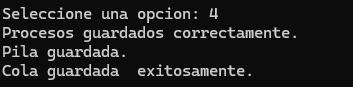 Seleccione una opcion: 4
Procesos guardados correctamente.
Pila guardada.
Cola guardada  exitosamente.